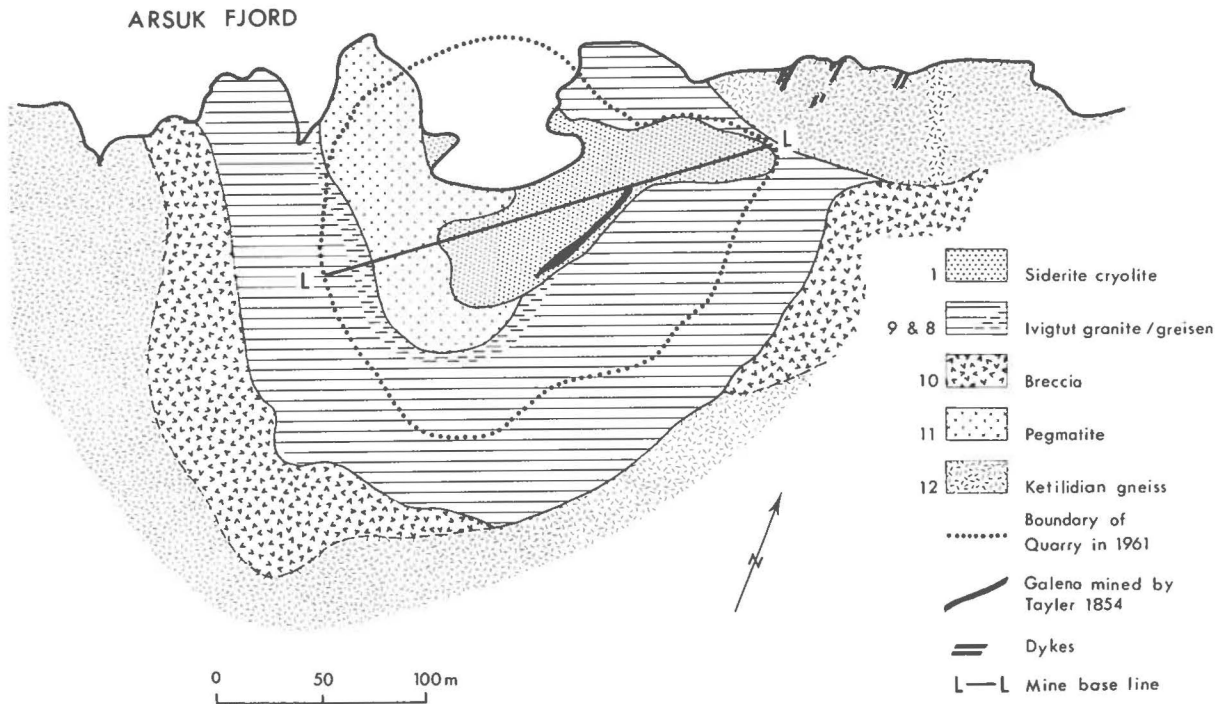 ARSUK FJORD
L
L
1 Siderite cryolite
9 & 8 Ivigtut granite / greisen
10 Breccia
11 Pegmatite
12 Ketilidian gneiss
Boundary of
Quarry in 1961
Galena mined by
Tayler 1854
Dykes
L—L Mine base line
N
0 50 100 m